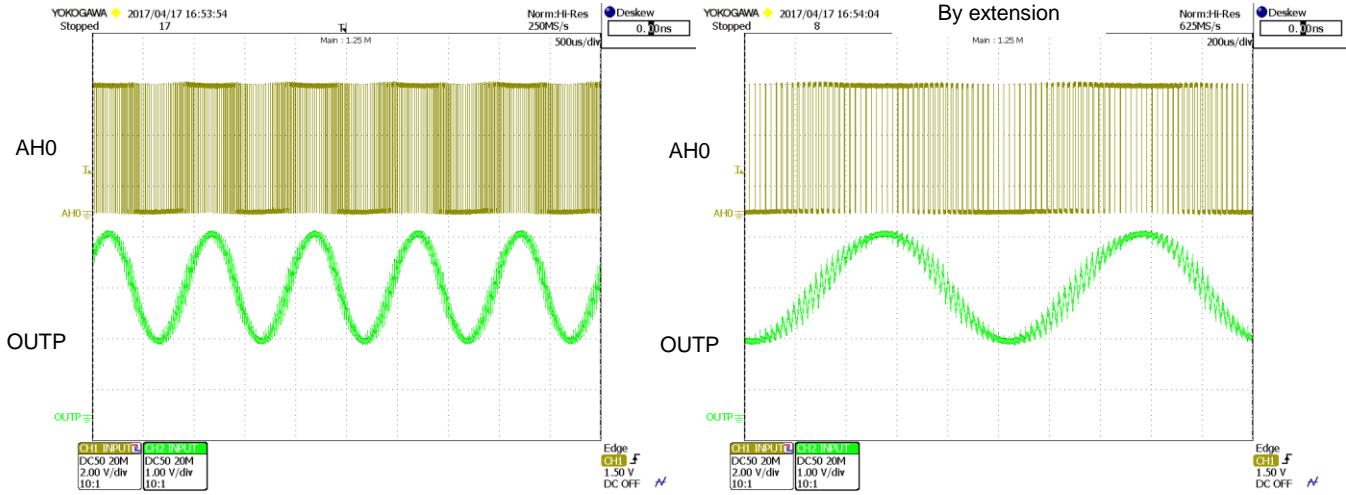 YOKOGAWA 2017/04/17 16:53:54
Stopped 17
Norm:Hi-Res
250MS/s
Deskew
0.00ns
Main : 1.25 M
500us/div
AH0
AH0
OUTP
OUTP
CH1 INPUT
DC50 20M
2.00 V/div
10:1
CH2 INPUT
DC50 20M
1.00 V/div
10:1
Edge
CH1
1.50 V
DC OFF
By extension
YOKOGAWA 2017/04/17 16:54:04
Stopped 8
Norm:Hi-Res
625MS/s
Deskew
0.00ns
Main : 1.25 M
200us/div
AH0
AH0
OUTP
OUTP
CH1 INPUT
DC50 20M
2.00 V/div
10:1
CH2 INPUT
DC50 20M
1.00 V/div
10:1
Edge
CH1
1.50 V
DC OFF